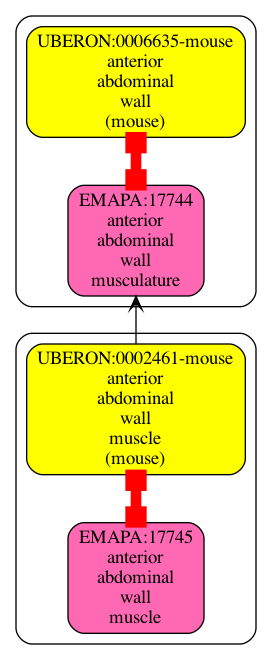 UBERON:0006635-mouse
anterior
abdominal
wall
(mouse)
EMAPA:17744
anterior
abdominal
wall
musculature
UBERON:0002461-mouse
anterior
abdominal
wall
muscle
(mouse)
EMAPA:17745
anterior
abdominal
wall
muscle